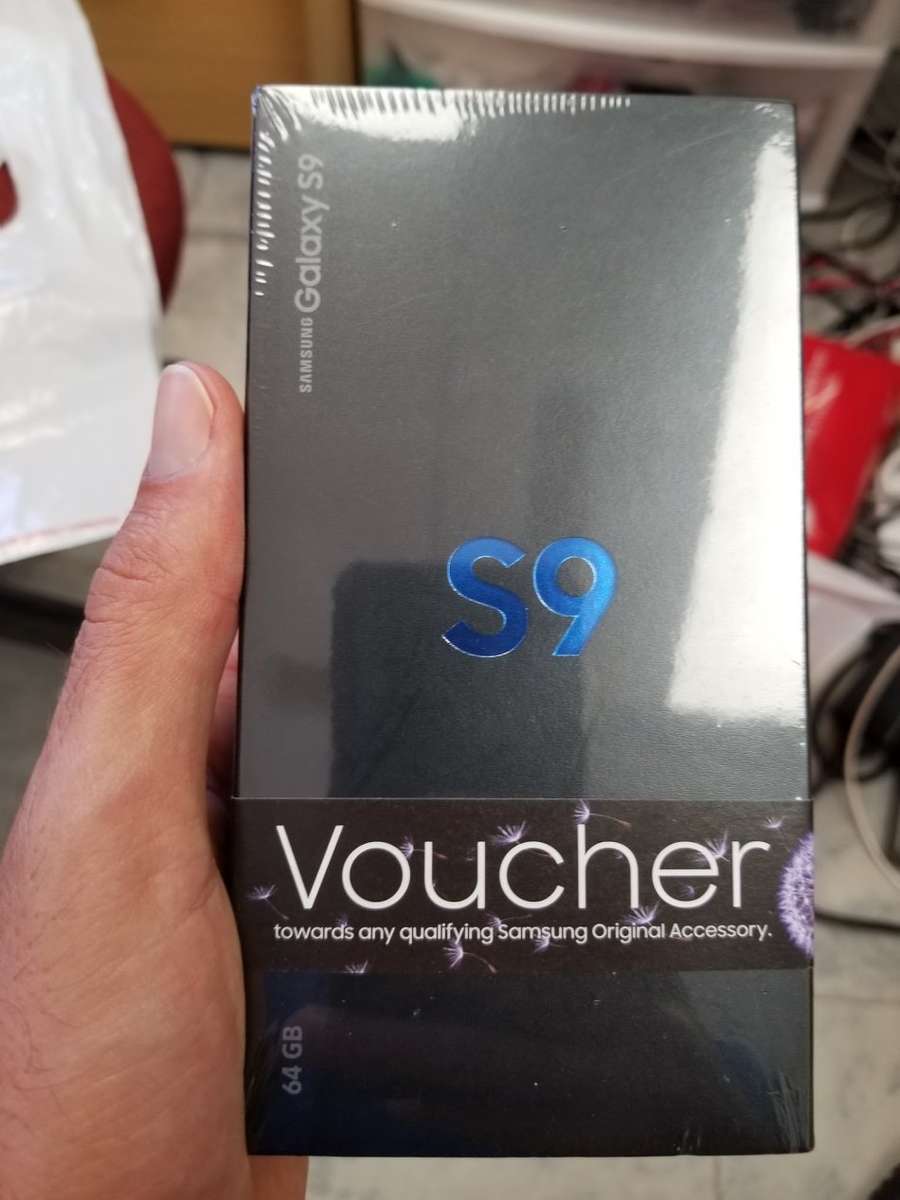 SAMSUNG Galaxy S9
S9
Voucher
towards any qualifying Samsung Original Accessory.
64 GB